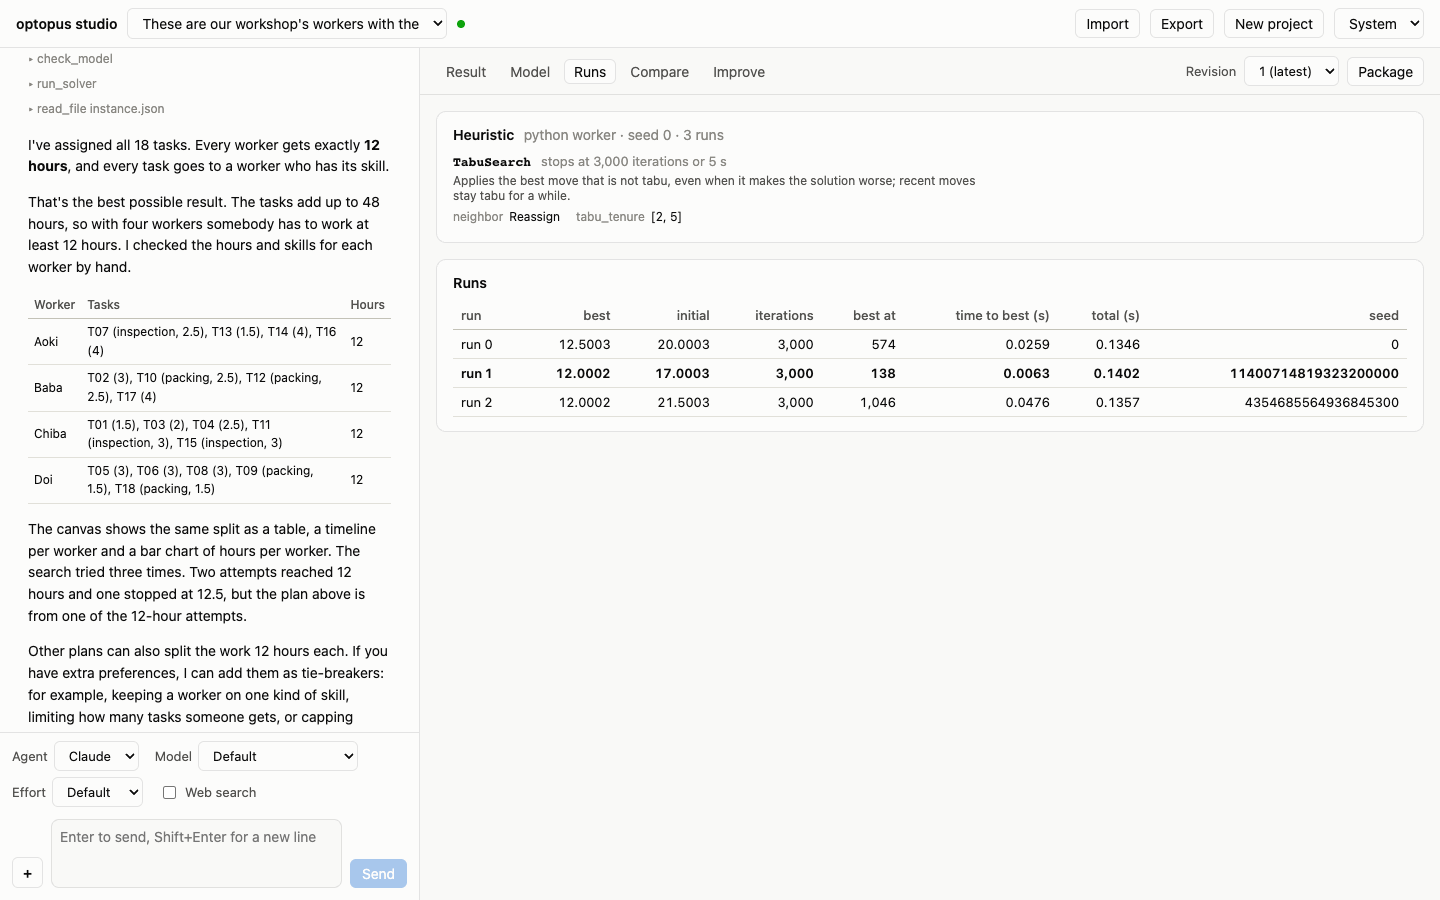 optopus studio
These are our workshop's workers with the
Import
Export
New project
System
▸ check_model
▸ run_solver
▸ read_file instance.json
I've assigned all 18 tasks. Every worker gets exactly 12
hours, and every task goes to a worker who has its skill.
That's the best possible result. The tasks add up to 48
hours, so with four workers somebody has to work at
least 12 hours. I checked the hours and skills for each
worker by hand.
Worker Tasks Hours
Aoki T07 (inspection, 2.5), T13 (1.5), T14 (4), T16 12
(4)
Baba T02 (3), T10 (packing, 2.5), T12 (packing, 12
2.5), T17 (4)
Chiba T01 (1.5), T03 (2), T04 (2.5), T11 12
(inspection, 3), T15 (inspection, 3)
Doi T05 (3), T06 (3), T08 (3), T09 (packing, 12
1.5), T18 (packing, 1.5)
The canvas shows the same split as a table, a timeline
per worker and a bar chart of hours per worker. The
search tried three times. Two attempts reached 12
hours and one stopped at 12.5, but the plan above is
from one of the 12-hour attempts.
Other plans can also split the work 12 hours each. If you
have extra preferences, I can add them as tie-breakers:
for example, keeping a worker on one kind of skill,
limiting how many tasks someone gets, or capping
Agent Claude Model Default
Effort Default Web search
Enter to send, Shift+Enter for a new line
+
Send
Result Model Runs Compare Improve
Revision 1 (latest) Package
Heuristic python worker · seed 0 · 3 runs
TabuSearch stops at 3,000 iterations or 5 s
Applies the best move that is not tabu, even when it makes the solution worse; recent moves
stay tabu for a while.
neighbor Reassign tabu_tenure [2, 5]
Runs
run best initial iterations best at time to best (s) total (s) seed
run 0 12.5003 20.0003 3,000 574 0.0259 0.1346 0
run 1 12.0002 17.0003 3,000 138 0.0063 0.1402 11400714819323200000
run 2 12.0002 21.5003 3,000 1,046 0.0476 0.1357 4354685564936845300